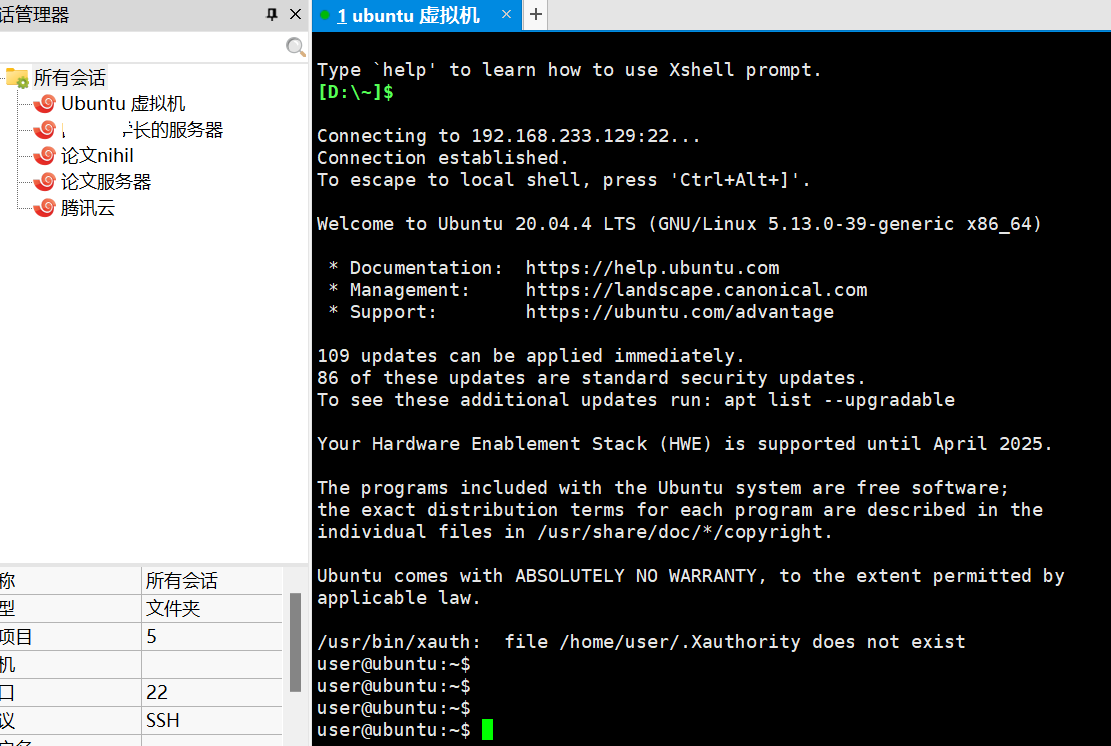 话管理器
所有会话
Ubuntu 虚拟机
长的服务器
论文nihil
论文服务器
腾讯云
称 所有会话
型 文件夹
项目 5
机
口 22
议 SSH
1 ubuntu 虚拟机
Type `help' to learn how to use Xshell prompt.
[D:\~]$
Connecting to 192.168.233.129:22...
Connection established.
To escape to local shell, press 'Ctrl+Alt+]'.
Welcome to Ubuntu 20.04.4 LTS (GNU/Linux 5.13.0-39-generic x86_64)
* Documentation:  https://help.ubuntu.com
* Management:     https://landscape.canonical.com
* Support:        https://ubuntu.com/advantage
109 updates can be applied immediately.
86 of these updates are standard security updates.
To see these additional updates run: apt list --upgradable
Your Hardware Enablement Stack (HWE) is supported until April 2025.
The programs included with the Ubuntu system are free software;
the exact distribution terms for each program are described in the
individual files in /usr/share/doc/*/copyright.
Ubuntu comes with ABSOLUTELY NO WARRANTY, to the extent permitted by
applicable law.
/usr/bin/xauth:  file /home/user/.Xauthority does not exist
user@ubuntu:~$
user@ubuntu:~$
user@ubuntu:~$
user@ubuntu:~$